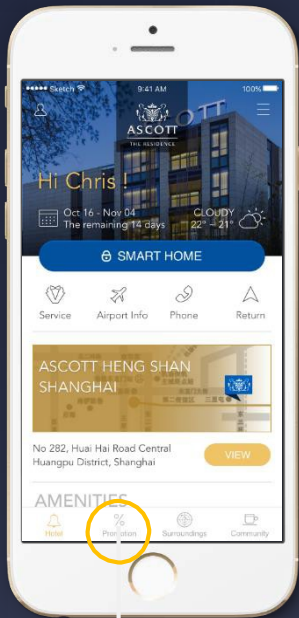 Sketch
9:41 AM
100%
ASCOTT
THE RESIDENCE
OTT
Hi Chris !
Oct 16 - Nov 04
The remaining 14 days
CLOUDY
22° – 21°
SMART HOME
Service
Airport Info
Phone
Return
ASCOTT HENG SHAN
SHANGHAI
No 282, Huai Hai Road Central
Huangpu District, Shanghai
VIEW
AMENITIES
%
Hotel
Promotion
Surroundings
Community